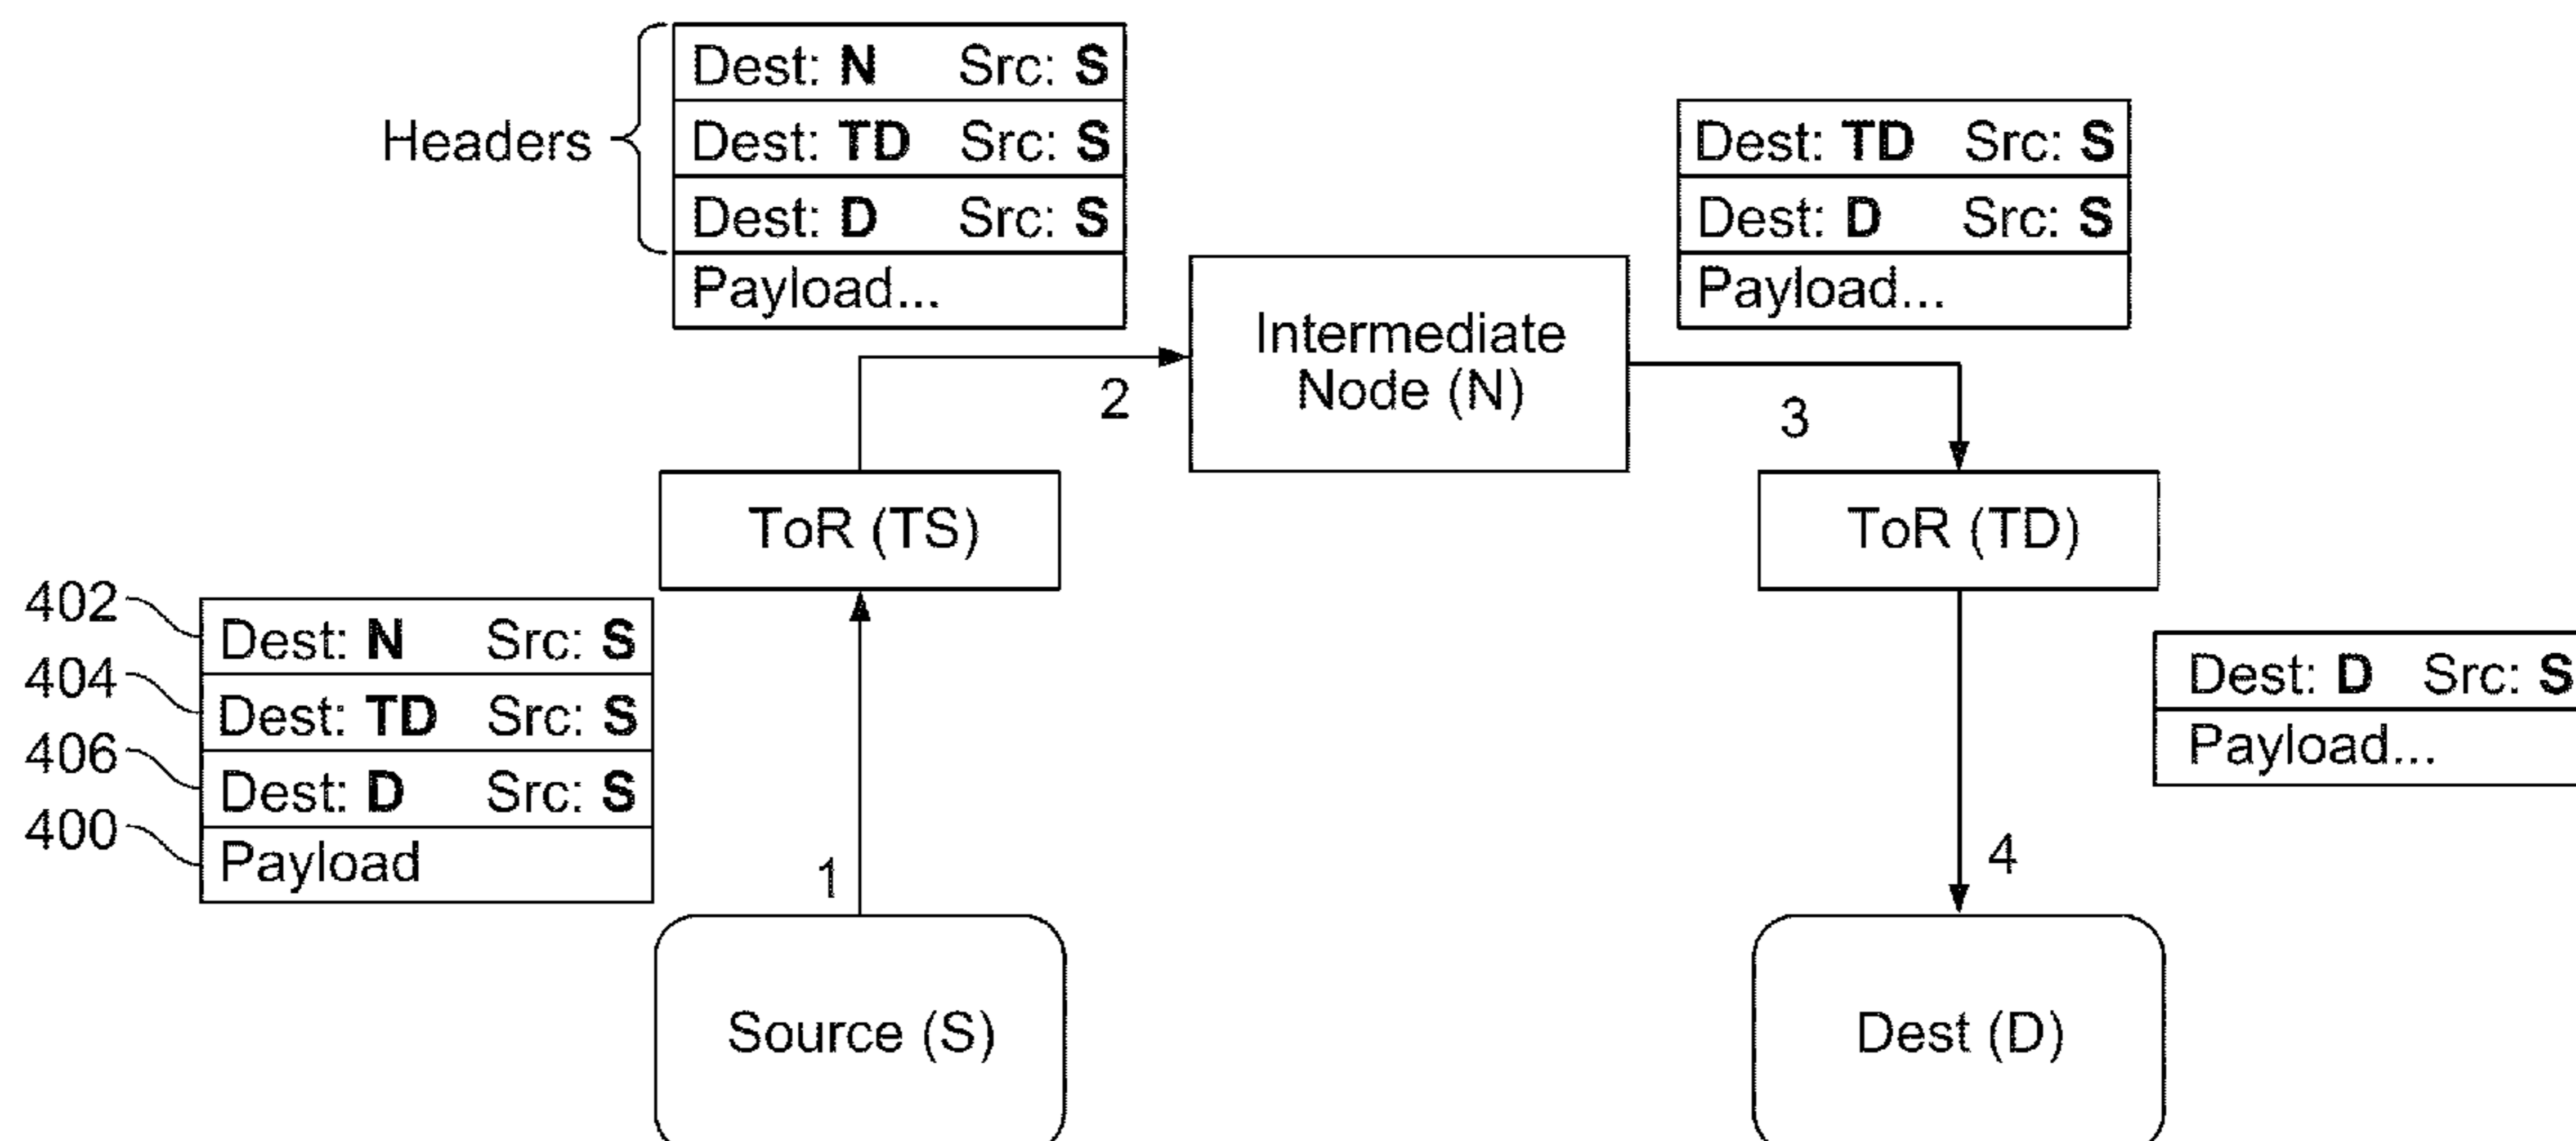 Dest: N Src: S
Headers
Dest: TD Src: S
Dest: D Src: S
Payload...
Dest: TD Src: S
Dest: D Src: S
Payload...
Intermediate
Node (N)
2
3
ToR (TS)
ToR (TD)
402
Dest: N Src: S
404
Dest: TD Src: S
406
Dest: D Src: S
400
Payload
Dest: D Src: S
Payload...
1
4
Source (S)
Dest (D)